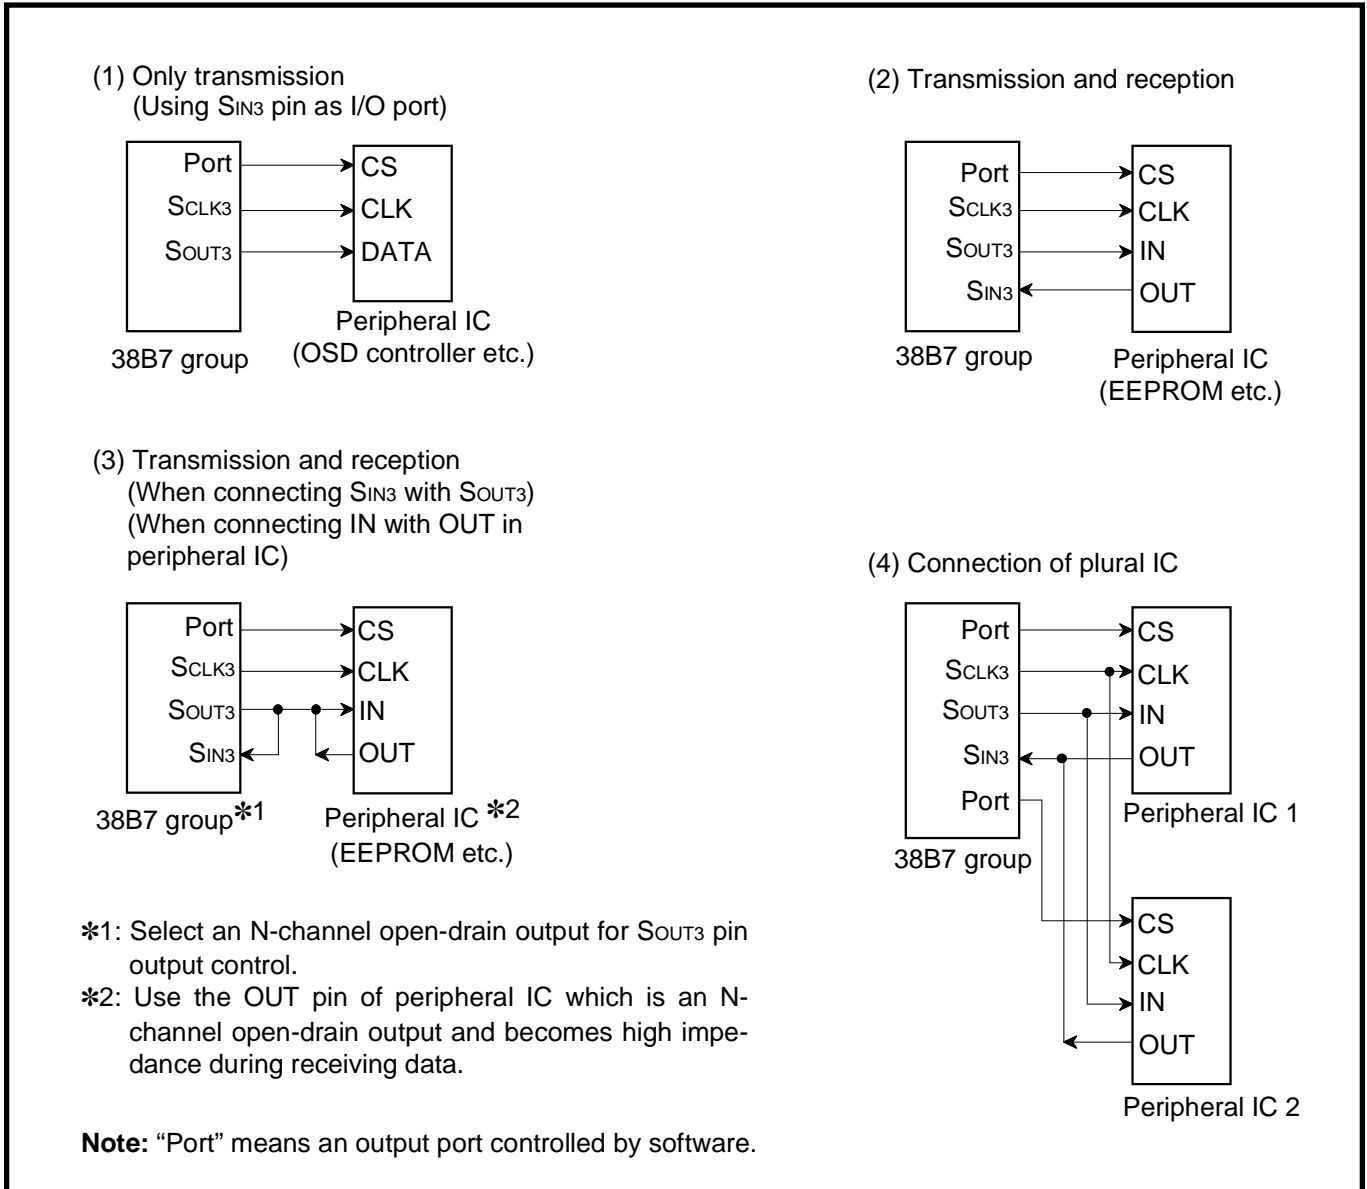 (1) Only transmission
(Using SIN3 pin as I/O port)
Port
SCLK3
SOUT3
CS
CLK
DATA
38B7 group
Peripheral IC
(OSD controller etc.)
(2) Transmission and reception
Port
SCLK3
SOUT3
SIN3
CS
CLK
IN
OUT
38B7 group
Peripheral IC
(EEPROM etc.)
(3) Transmission and reception
(When connecting SIN3 with SOUT3)
(When connecting IN with OUT in
peripheral IC)
Port
SCLK3
SOUT3
SIN3
CS
CLK
IN
OUT
38B7 group✽1
Peripheral IC ✽2
(EEPROM etc.)
(4) Connection of plural IC
Port
SCLK3
SOUT3
SIN3
Port
CS
CLK
IN
OUT
38B7 group
Peripheral IC 1
CS
CLK
IN
OUT
Peripheral IC 2
✽1: Select an N-channel open-drain output for SOUT3 pin
output control.
✽2: Use the OUT pin of peripheral IC which is an N-
channel open-drain output and becomes high impe-
dance during receiving data.
Note: “Port” means an output port controlled by software.